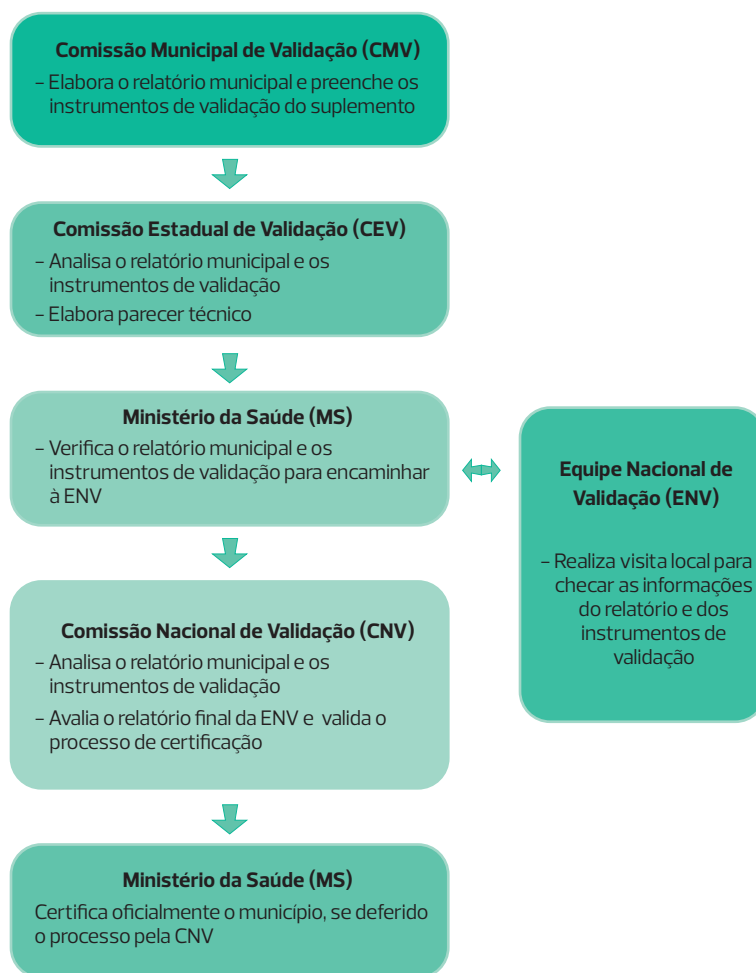 Comissão Municipal de Validação (CMV)
– Elabora o relatório municipal e preenche os
instrumentos de validação do suplemento
Comissão Estadual de Validação (CEV)
– Analisa o relatório municipal e os
instrumentos de validação
– Elabora parecer técnico
Ministério da Saúde (MS)
– Verifica o relatório municipal e os
instrumentos de validação para encaminhar
à ENV
Equipe Nacional de
Validação (ENV)
– Realiza visita local para
checar as informações
do relatório e dos
instrumentos de
validação
Comissão Nacional de Validação (CNV)
– Analisa o relatório municipal e os
instrumentos de validação
– Avalia o relatório final da ENV e valida o
processo de certificação
Ministério da Saúde (MS)
Certifica oficialmente o município, se deferido
o processo pela CNV